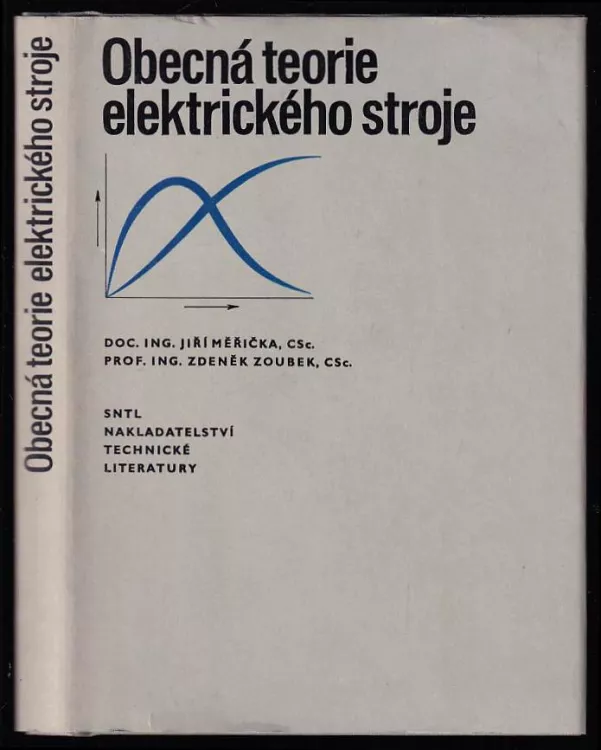 Obecná teorie elektrického stroje
Obecná teorie
elektrického stroje
DOC. ING. JIŘÍ MĚŘIČKA, CSc.
PROF. ING. ZDENĚK ZOUBEK, CSc.
SNTL
NAKLADATELSTVÍ
TECHNICKÉ
LITERATURY